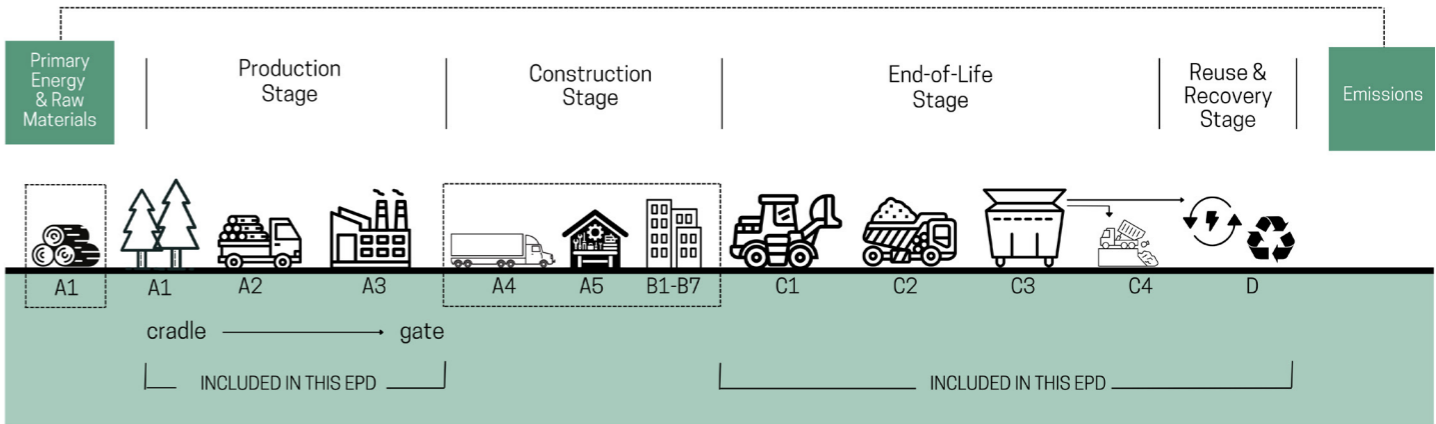 Primary
Energy
& Raw
Materials
Production
Stage
Construction
Stage
End-of-Life
Stage
Reuse &
Recovery
Stage
Emissions
A1
A1
A2
A3
A4
A5
B1-B7
C1
C2
C3
C4
D
cradle
gate
INCLUDED IN THIS EPD
INCLUDED IN THIS EPD